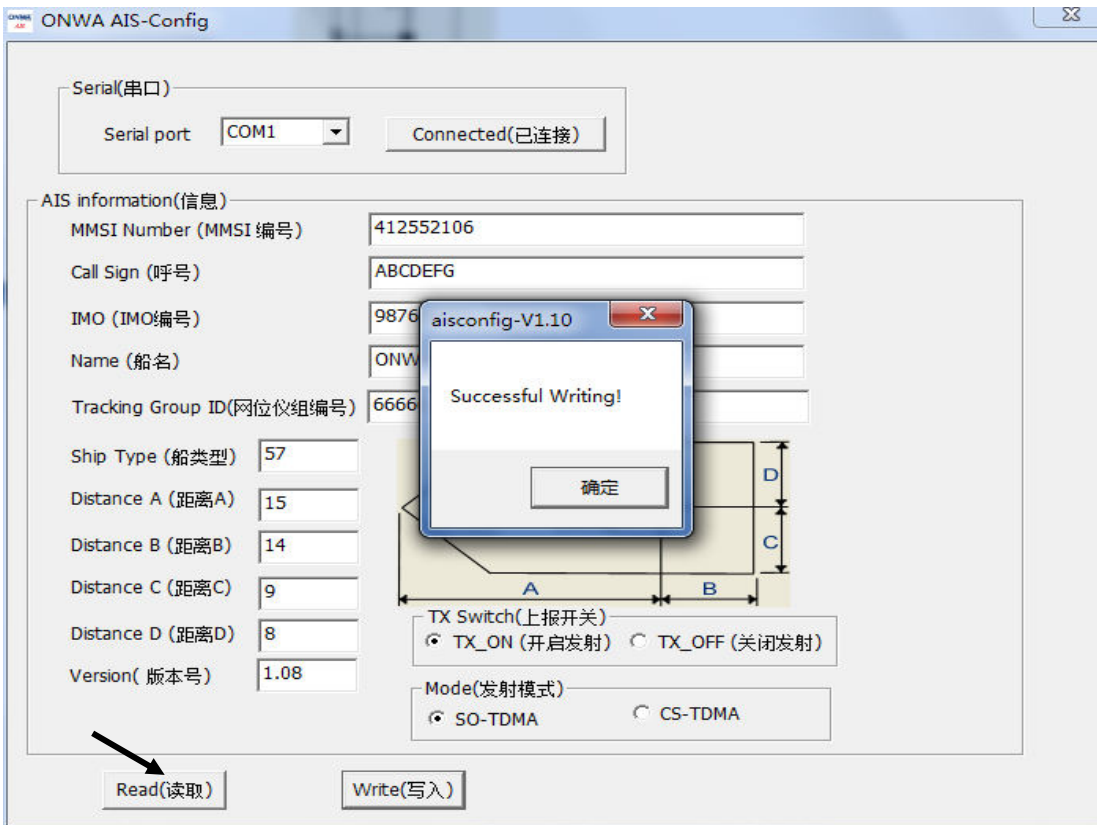 ONWA AIS-Config
Serial(串口)
Serial port COM1 Connected(已连接)
AIS information(信息)
MMSI Number (MMSI 编号) 412552106
Call Sign (呼号) ABCDEFG
IMO (IMO编号) 9876
Name (船名) ONW
Tracking Group ID(网位仪组编号) 6666
aisconfig-V1.10
Successful Writing!
确定
Ship Type (船类型) 57
Distance A (距离A) 15
Distance B (距离B) 14
Distance C (距离C) 9
Distance D (距离D) 8
Version( 版本号) 1.08
D
C
A B
TX Switch(上报开关)
TX_ON (开启发射) TX_OFF (关闭发射)
Mode(发射模式)
SO-TDMA CS-TDMA
Read(读取) Write(写入)